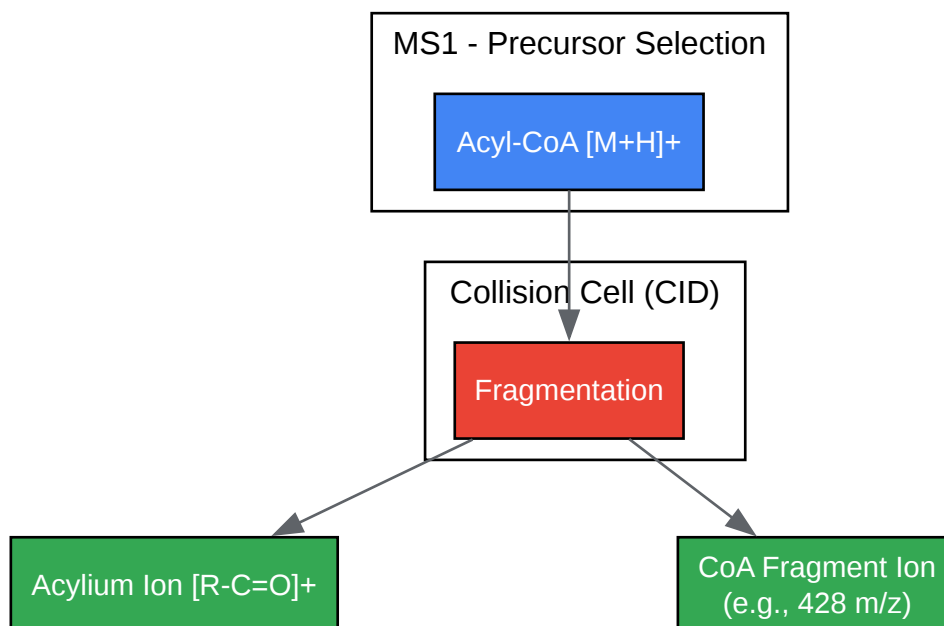 MS1 - Precursor Selection
Acyl-CoA [M+H]+
Collision Cell (CID)
Fragmentation
Acylium Ion [R-C=O]+
CoA Fragment Ion
(e.g., 428 m/z)